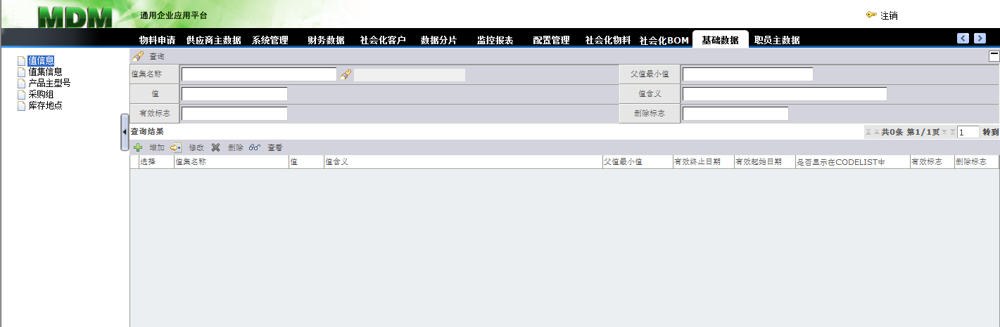 MDM 通用企业应用平台 注销
物料申请 供应商主数据 系统管理 财务数据 社会化客户 数据分片 监控报表 配置管理 社会化物料 社会化BOM 基础数据 职员主数据
值信息
值集信息
产品主型号
采购组
库存地点
查询
值集名称 父值最小值
值 值含义
有效标志 删除标志
查询结果 共0条 第1/1页 1 转到
增加 修改 删除 查看
选择 值集名称 值 值含义 父值最小值 有效终止日期 有效起始日期 是否显示在CODELIST中 有效标志 删除标志